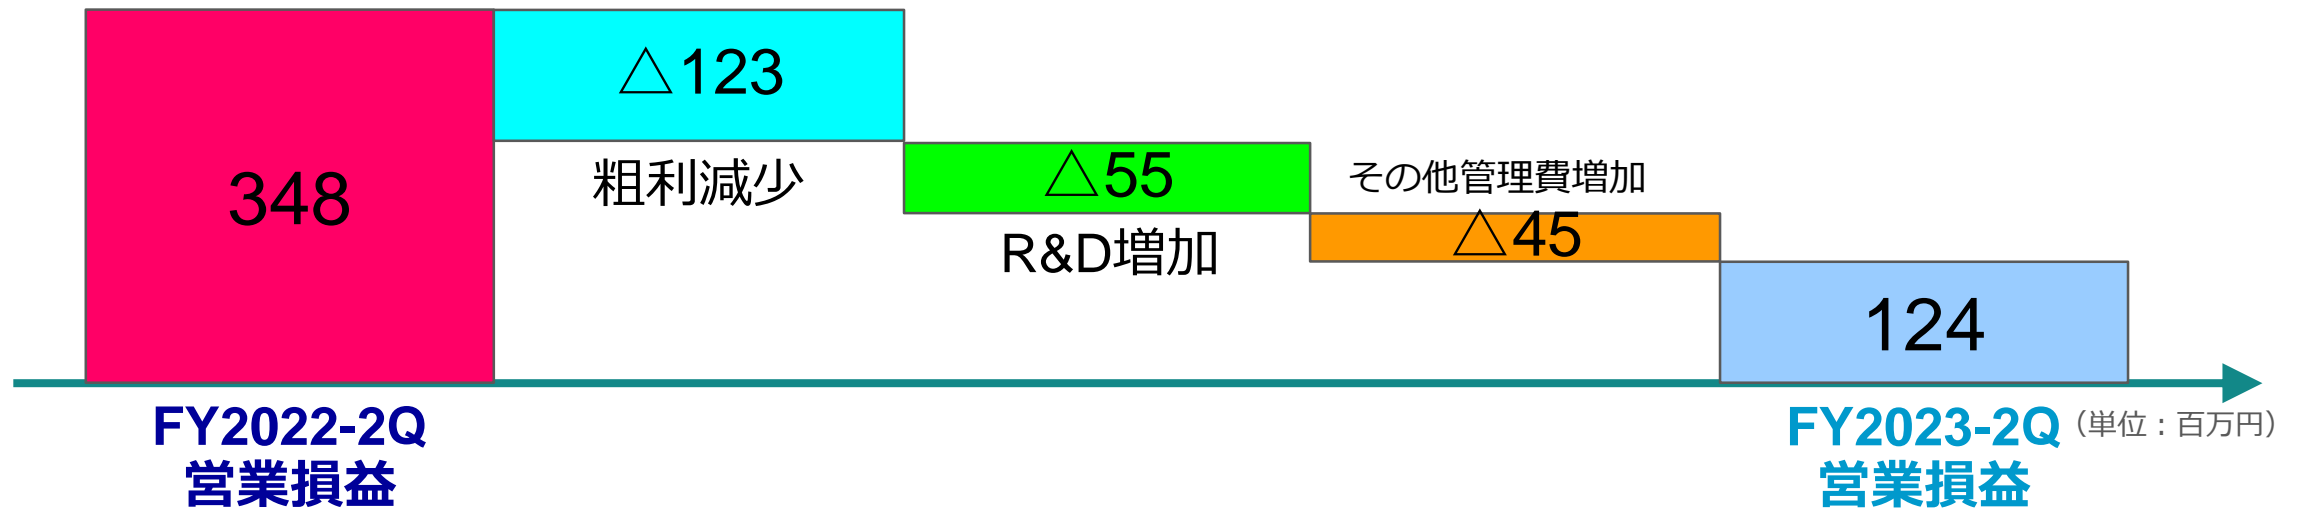 348
△123
粗利減少
△55
R&D増加
その他管理費増加
△45
124
FY2022-2Q
営業損益
FY2023-2Q
営業損益
（単位：百万円）